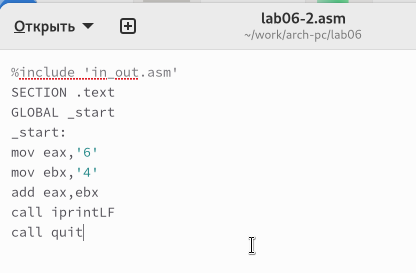 Открыть
lab06-2.asm
~/work/arch-pc/lab06
%include 'in_out.asm'
SECTION .text
GLOBAL _start
_start:
mov eax,'6'
mov ebx,'4'
add eax,ebx
call iprintLF
call quit